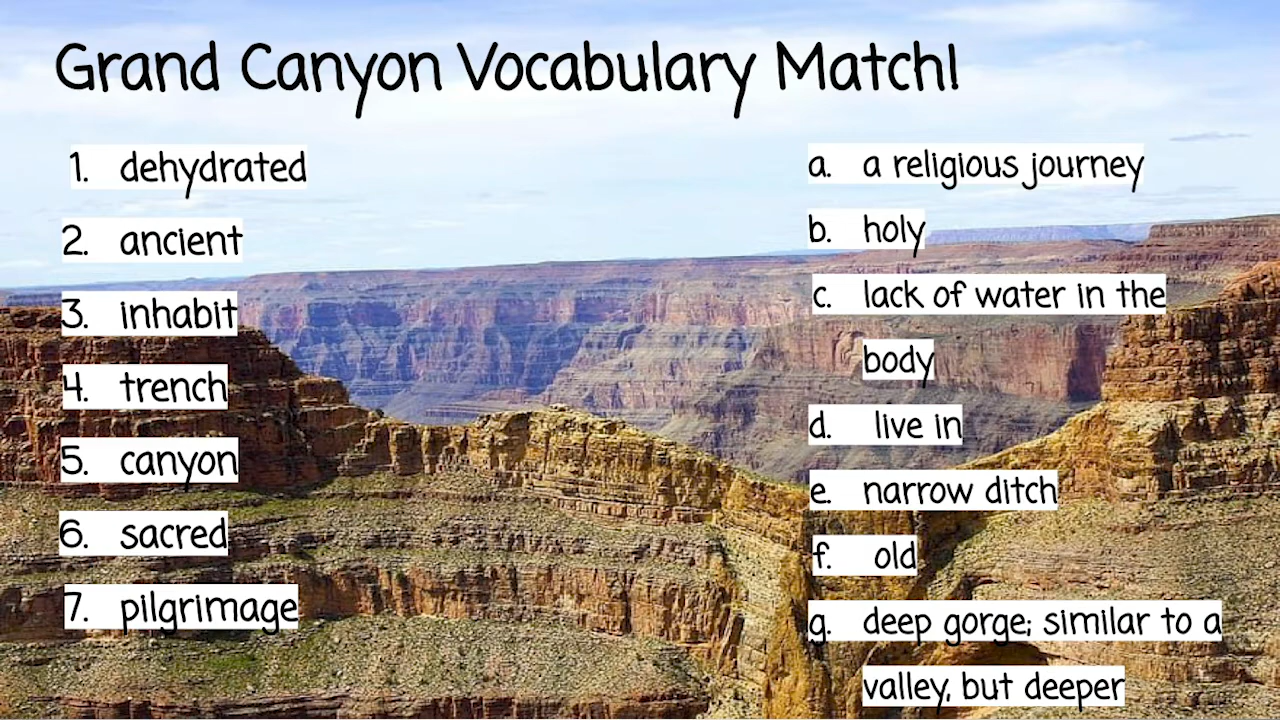 Grand Canyon Vocabulary Match!
1. dehydrated
2. ancient
3. inhabit
4. trench
5. canyon
6. sacred
7. pilgrimage
a. a religious journey
b. holy
c. lack of water in the
body
d. live in
e. narrow ditch
f. old
g. deep gorge; similar to a
valley, but deeper